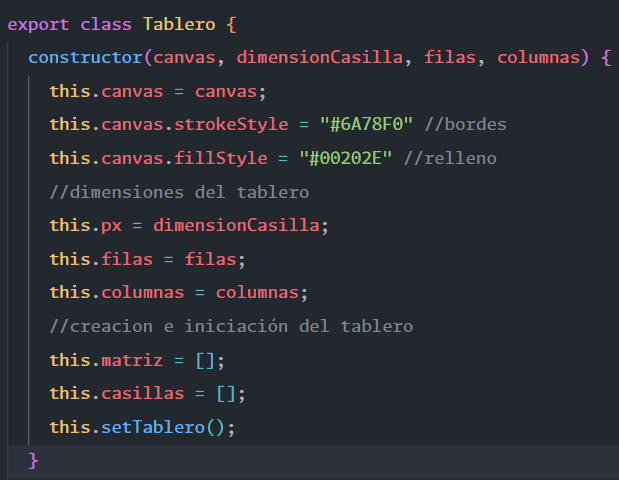 export class Tablero {
constructor(canvas, dimensionCasilla, filas, columnas) {
this.canvas = canvas;
this.canvas.strokeStyle = "#6A78F0" //bordes
this.canvas.fillStyle = "#00202E" //relleno
//dimensiones del tablero
this.px = dimensionCasilla;
this.filas = filas;
this.columnas = columnas;
//creacion e iniciación del tablero
this.matriz = [];
this.casillas = [];
this.setTablero();
}